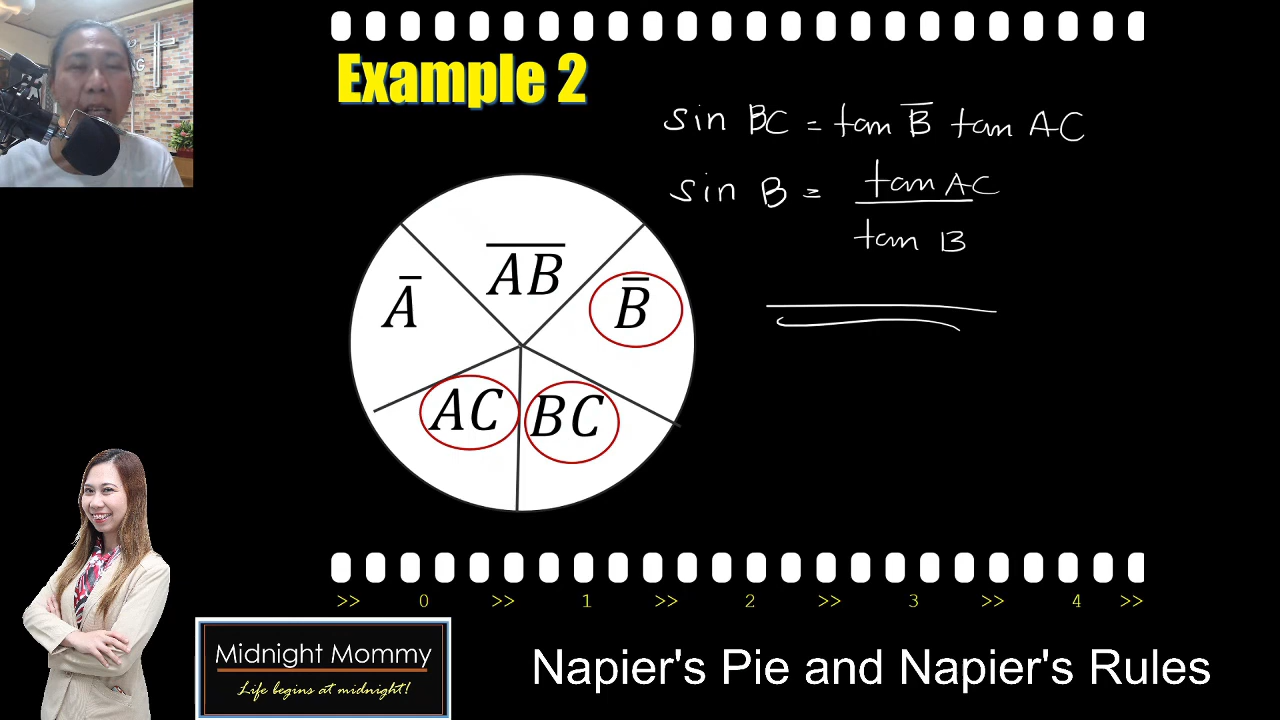 Example 2
sin BC = tan B̅ tan AC
sin B = tan AC
tan B
A̅
A̅B̅
B̅
AC
BC
>> 0 >> 1 >> 2 >> 3 >> 4 >>
Midnight Mommy
Life begins at midnight!
Napier's Pie and Napier's Rules